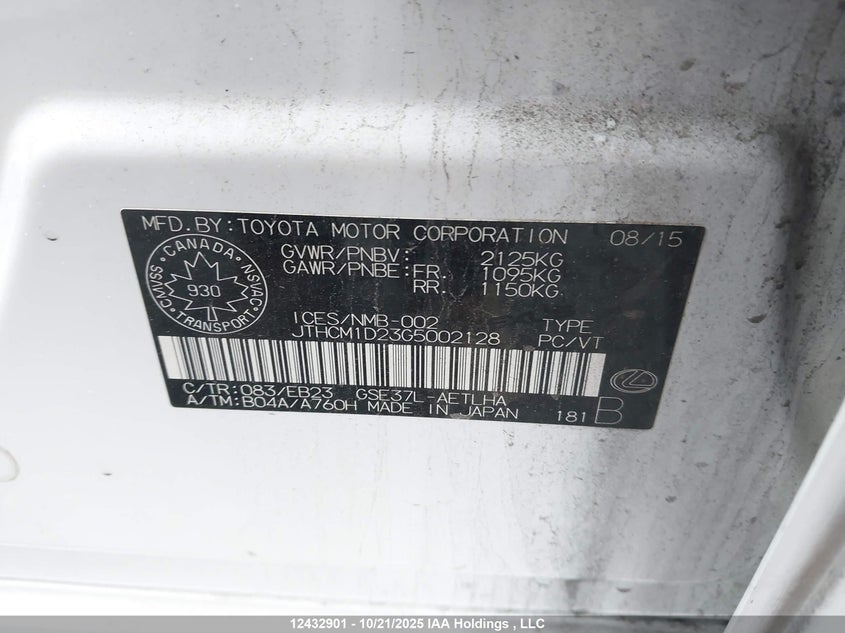 MFD.BY:TOYOTA MOTOR CORPORATION 08/15
GVWR/PNBV: 2125KG
GAWR/PNBE:FR. 1095KG
RR. 1150KG
CANADA
CMVSS NSVAC
930
TRANSPORT
ICES/NMB-002 TYPE
JTHCM1D23G5002128 PC/VT
C/TR:083/EB23 GSE37L-AETLHA
A/TM:B04A/A760H MADE IN JAPAN 181 B
12432901 - 10/21/2025 IAA Holdings , LLC